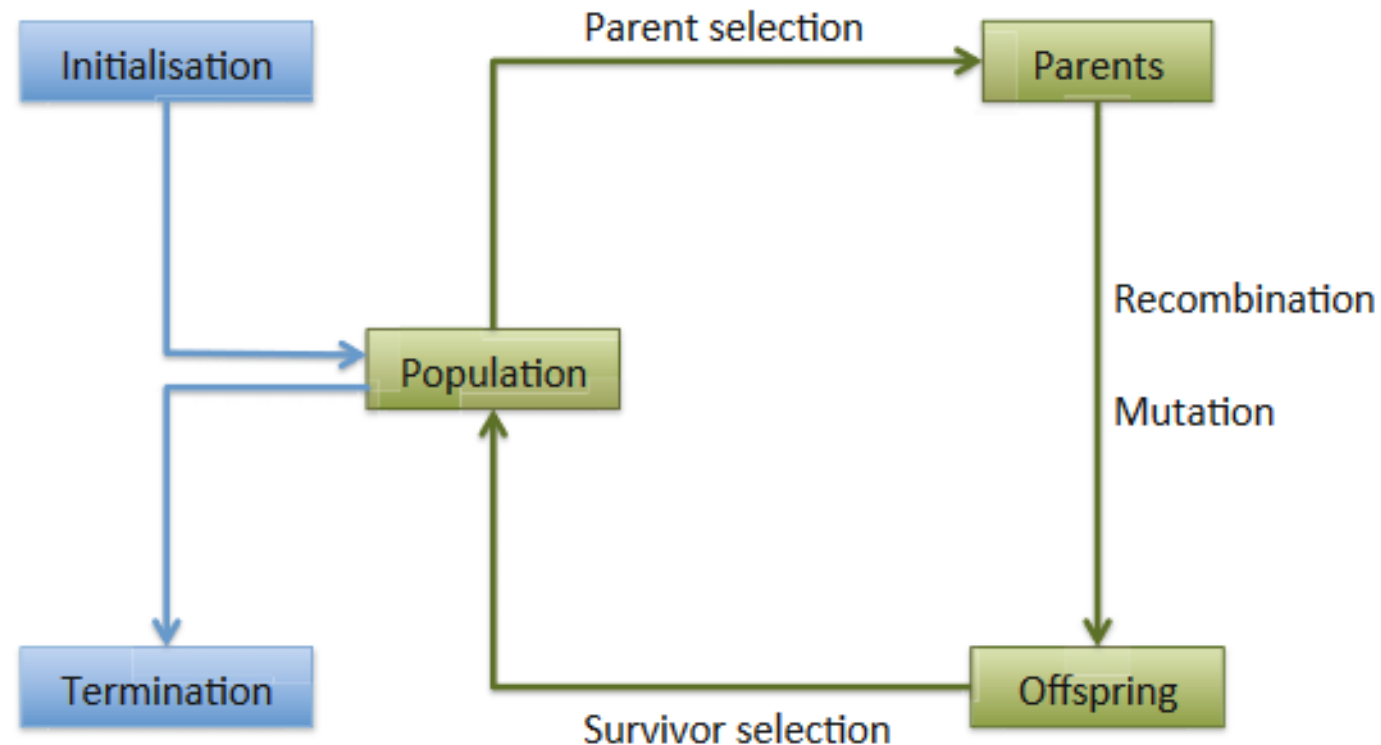 Parent selection
Initialisation
Parents
Recombination
Population
Mutation
Termination
Offspring
Survivor selection